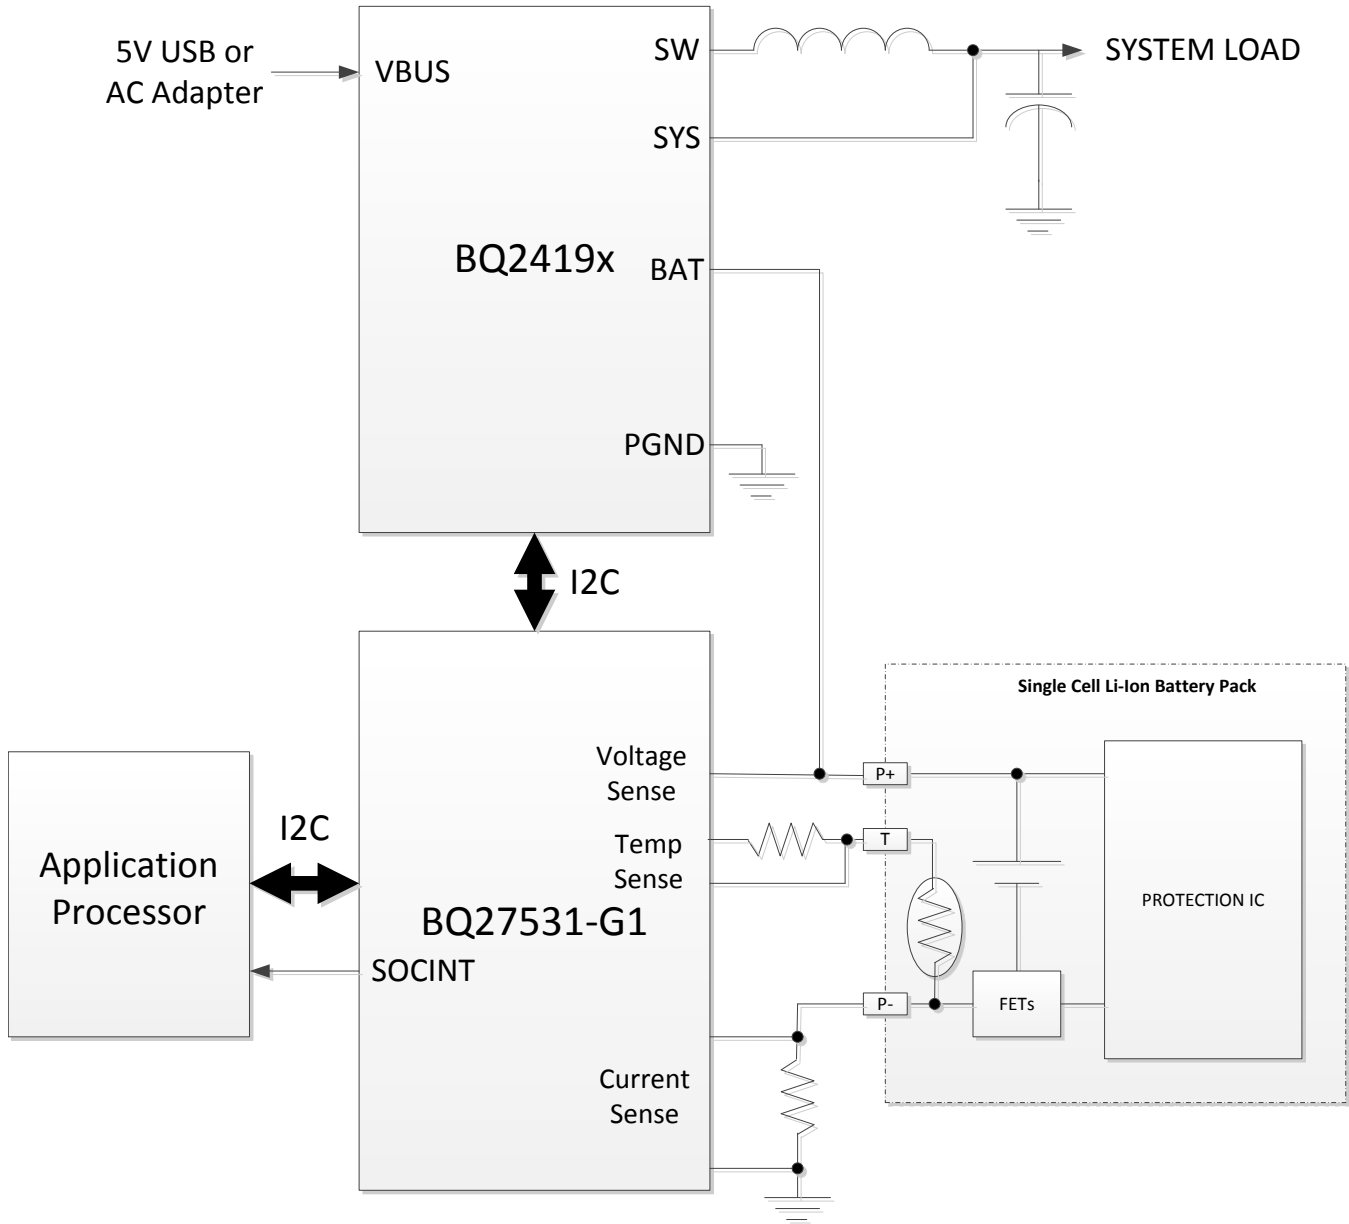 5V USB or
AC Adapter
VBUS
SW
SYSTEM LOAD
SYS
BQ2419x
BAT
PGND
I2C
Single Cell Li-Ion Battery Pack
Voltage
Sense
P+
I2C
Temp
Sense
T
Application
Processor
BQ27531-G1
PROTECTION IC
SOCINT
P-
FETs
Current
Sense